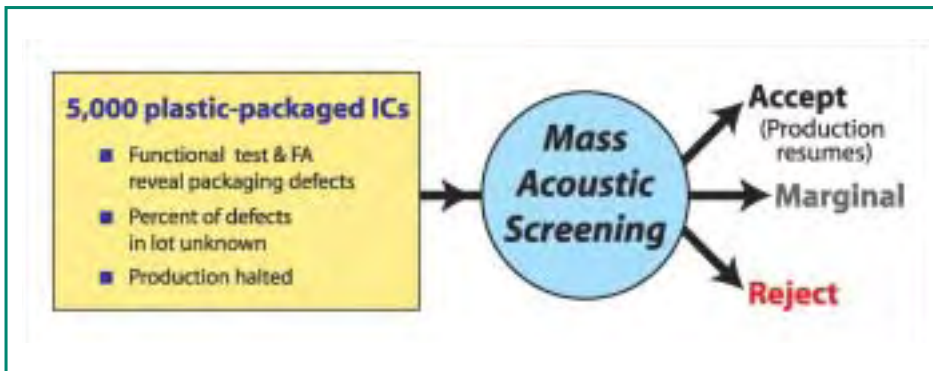 5,000 plastic-packaged ICs
■ Functional test & FA
reveal packaging defects
■ Percent of defects
in lot unknown
■ Production halted
Mass
Acoustic
Screening
Accept
(Production
resumes)
Marginal
Reject